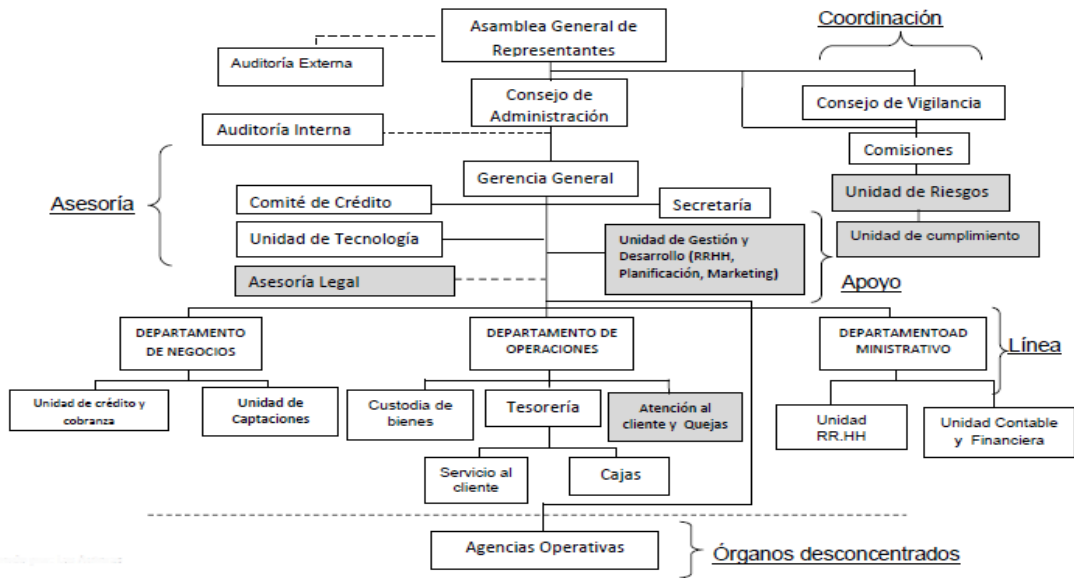 Asamblea General de
Representantes
Coordinación
Auditoría Externa
Consejo de
Administración
Consejo de Vigilancia
Auditoría Interna
Comisiones
Gerencia General
Unidad de Riesgos
Asesoría
Comité de Crédito
Secretaría
Unidad de Tecnología
Unidad de Gestión y
Desarrollo (RRHH,
Planificación, Marketing)
Unidad de cumplimiento
Asesoría Legal
Apoyo
DEPARTAMENTO
DE NEGOCIOS
DEPARTAMENTO DE
OPERACIONES
DEPARTAMENTOAD
MINISTRATIVO
Línea
Unidad de crédito y
cobranza
Unidad de
Captaciones
Custodia de
bienes
Tesorería
Atención al
cliente y Quejas
Unidad
RR.HH
Unidad Contable
y Financiera
Servicio al
cliente
Cajas
Agencias Operativas
Órganos desconcentrados